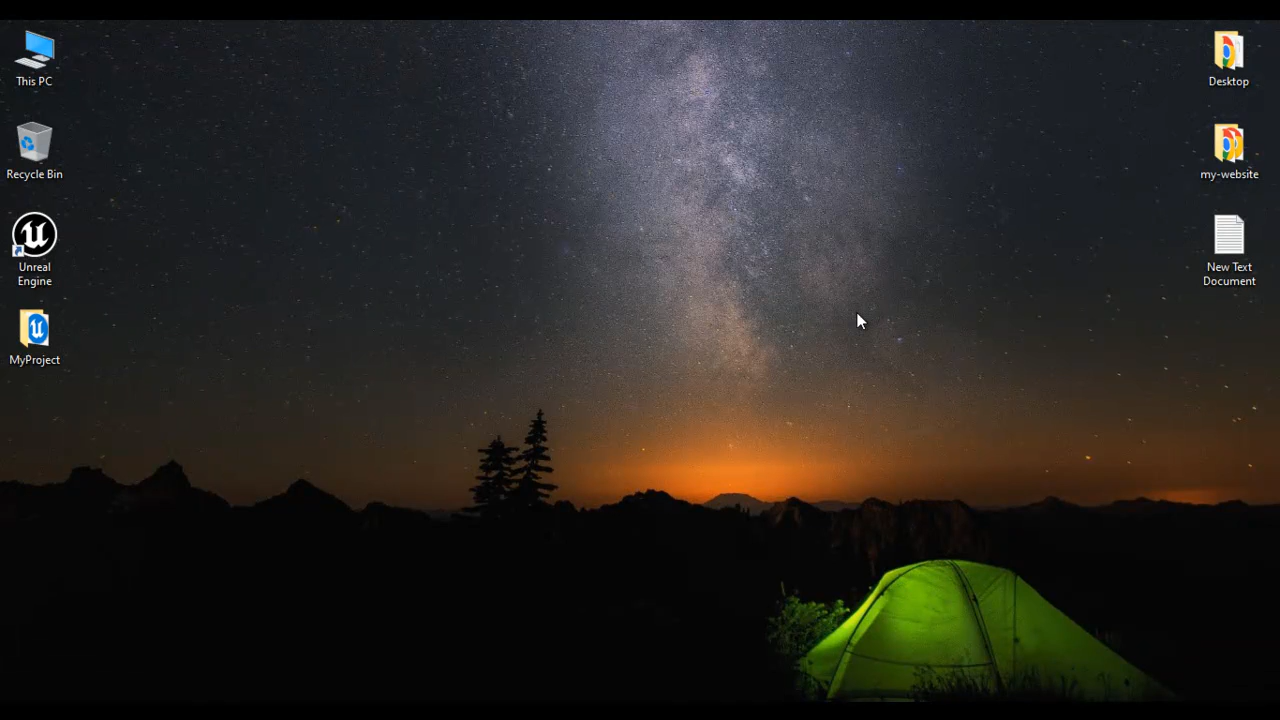 This PC
Recycle Bin
Unreal
Engine
MyProject
Desktop
my-website
New Text
Document